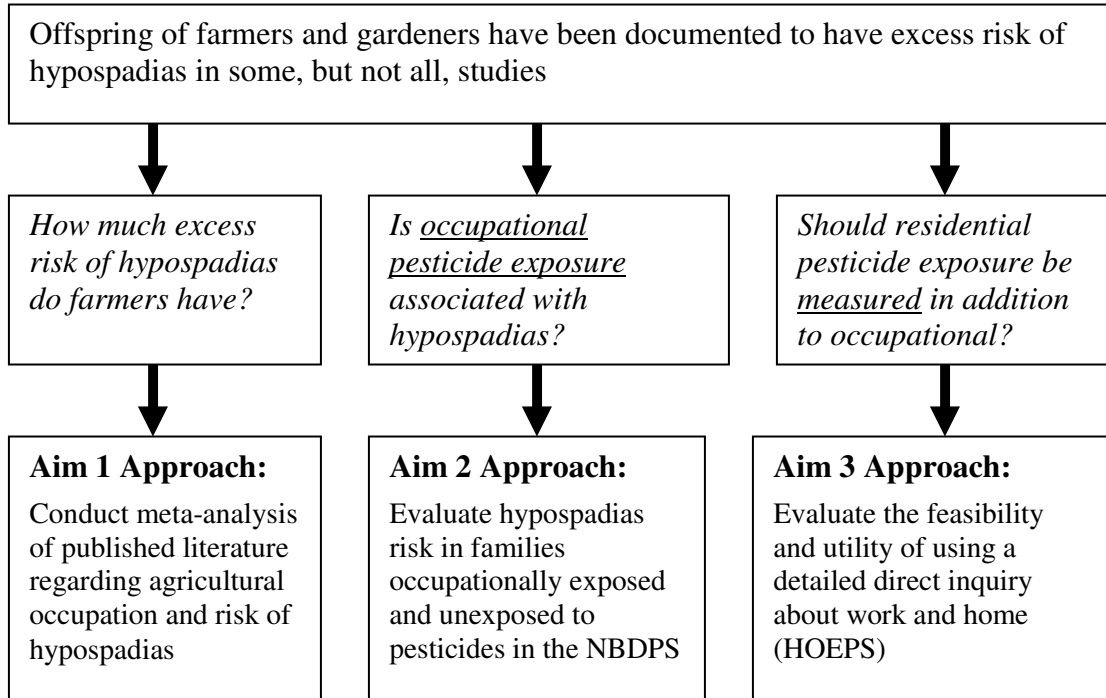 Offspring of farmers and gardeners have been documented to have excess risk of
hypospadias in some, but not all, studies
How much excess
risk of hypospadias
do farmers have?
Is occupational
pesticide exposure
associated with
hypospadias?
Should residential
pesticide exposure be
measured in addition
to occupational?
Aim 1 Approach:
Conduct meta-analysis
of published literature
regarding agricultural
occupation and risk of
hypospadias
Aim 2 Approach:
Evaluate hypospadias
risk in families
occupationally exposed
and unexposed to
pesticides in the NBDPS
Aim 3 Approach:
Evaluate the feasibility
and utility of using a
detailed direct inquiry
about work and home
(HOEPS)